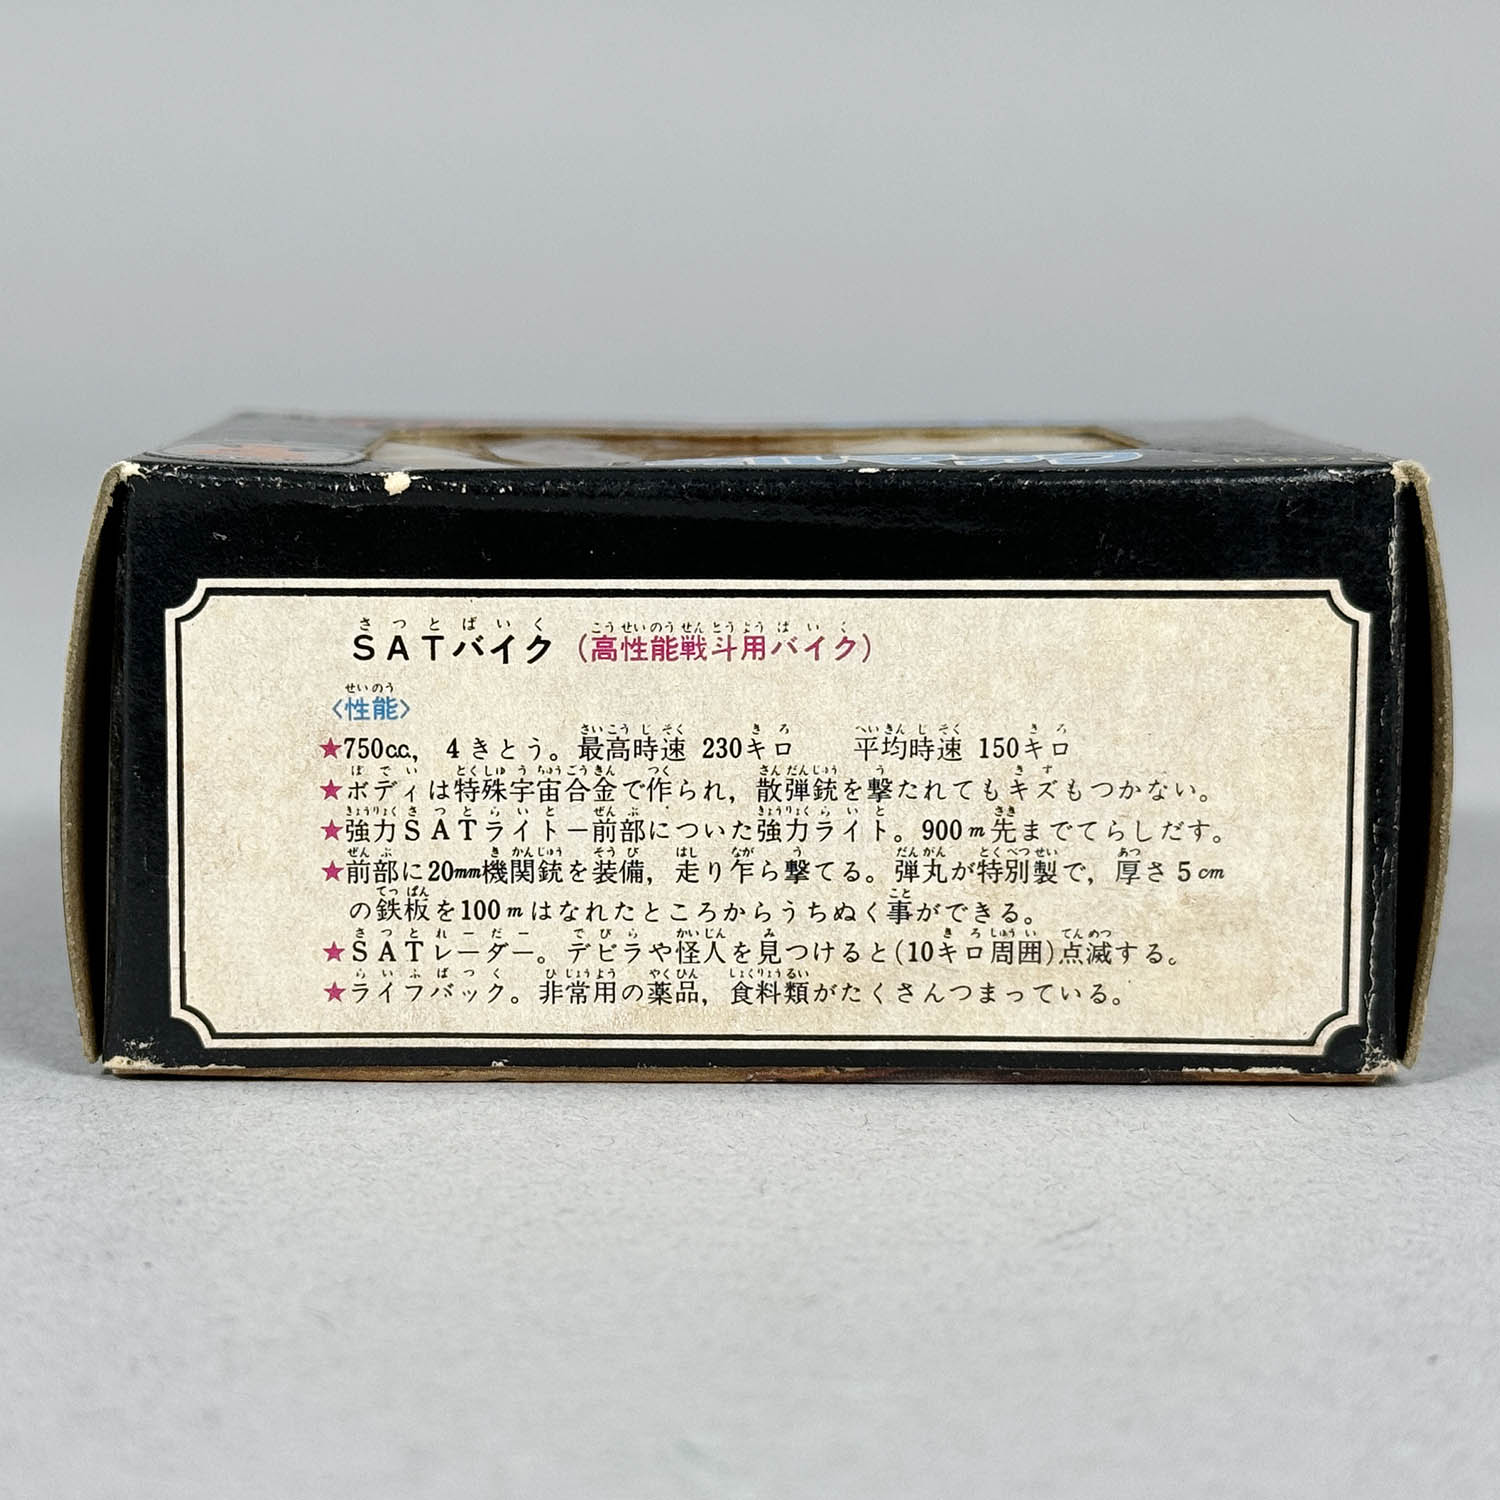 SATバイク(高性能戦斗用バイク)
〈性能〉
★750c.c., 4きとう。最高時速 230キロ 平均時速 150キロ
★ボディは特殊宇宙合金で作られ,散弾銃を撃たれてもキズもつかない。
★強力SATライト―前部についた強力ライト。900m先までてらしだす。
★前部に20mm機関銃を装備,走り乍ら撃てる。弾丸が特別製で,厚さ5cm
の鉄板を100mはなれたところからうちぬく事ができる。
★SATレーダー。デビラや怪人を見つけると(10キロ周囲)点滅する。
★ライフパック。非常用の薬品,食料類がたくさんつまっている。